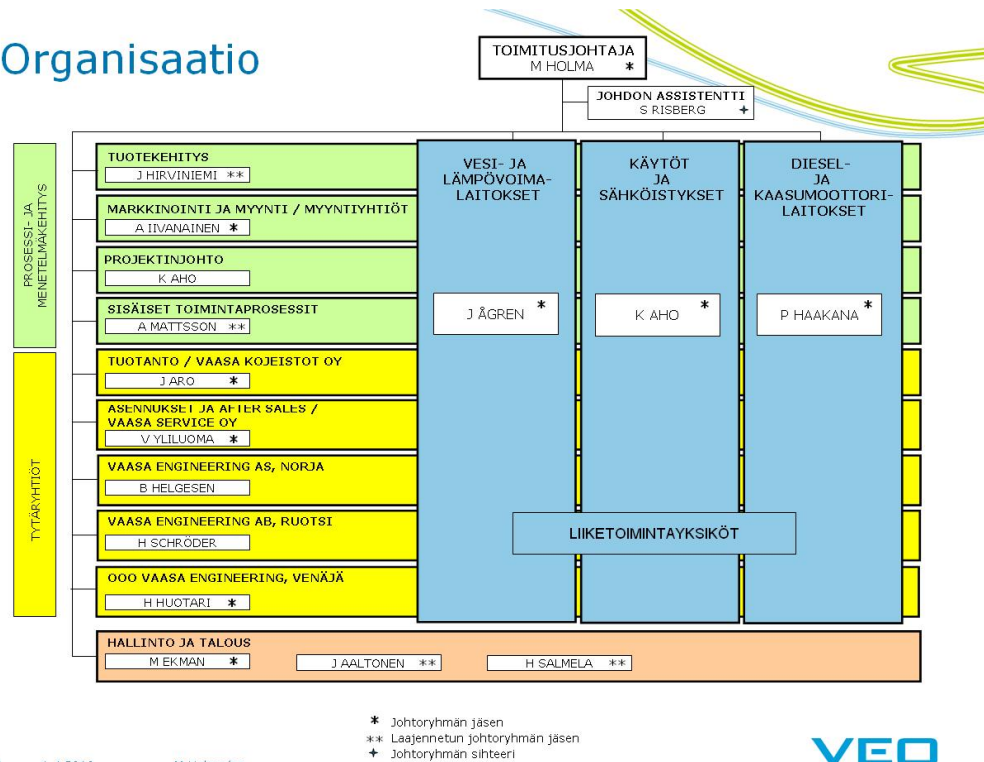 Organisaatio
TOIMITUSJOHTAJA
M HOLMA *
JOHDON ASSISTENTTI
S RISBERG ✦
PROSESSI- JA
MENETELMÄKEHITYS
TUOTEKEHITYS
J HIRVINIEMI **
MARKKINOINTI JA MYYNTI / MYYNTIYHTIÖT
A IIVANAINEN *
PROJEKTINJOHTO
K AHO
SISÄISET TOIMINTAPROSESSIT
A MATTSSON **
TYTÄRYHTIÖT
TUOTANTO / VAASA KOJEISTOT OY
J ARO *
ASENNUKSET JA AFTER SALES /
VAASA SERVICE OY
V YLILUOMA *
VAASA ENGINEERING AS, NORJA
B HELGESEN
VAASA ENGINEERING AB, RUOTSI
H SCHRÖDER
OOO VAASA ENGINEERING, VENÄJÄ
H HUOTARI *
VESI- JA
LÄMPÖVOIMA-
LAITOKSET
J ÅGREN *
KÄYTÖT
JA
SÄHKÖISTYKSET
K AHO *
DIESEL-
JA
KAASUMOOTTORI-
LAITOKSET
P HAAKANA *
LIIKETOIMINTAYKSIKÖT
HALLINTO JA TALOUS
M EKMAN *
J AALTONEN **
H SALMELA **
* Johtoryhmän jäsen
** Laajennetun johtoryhmän jäsen
✦ Johtoryhmän sihteeri
VEO